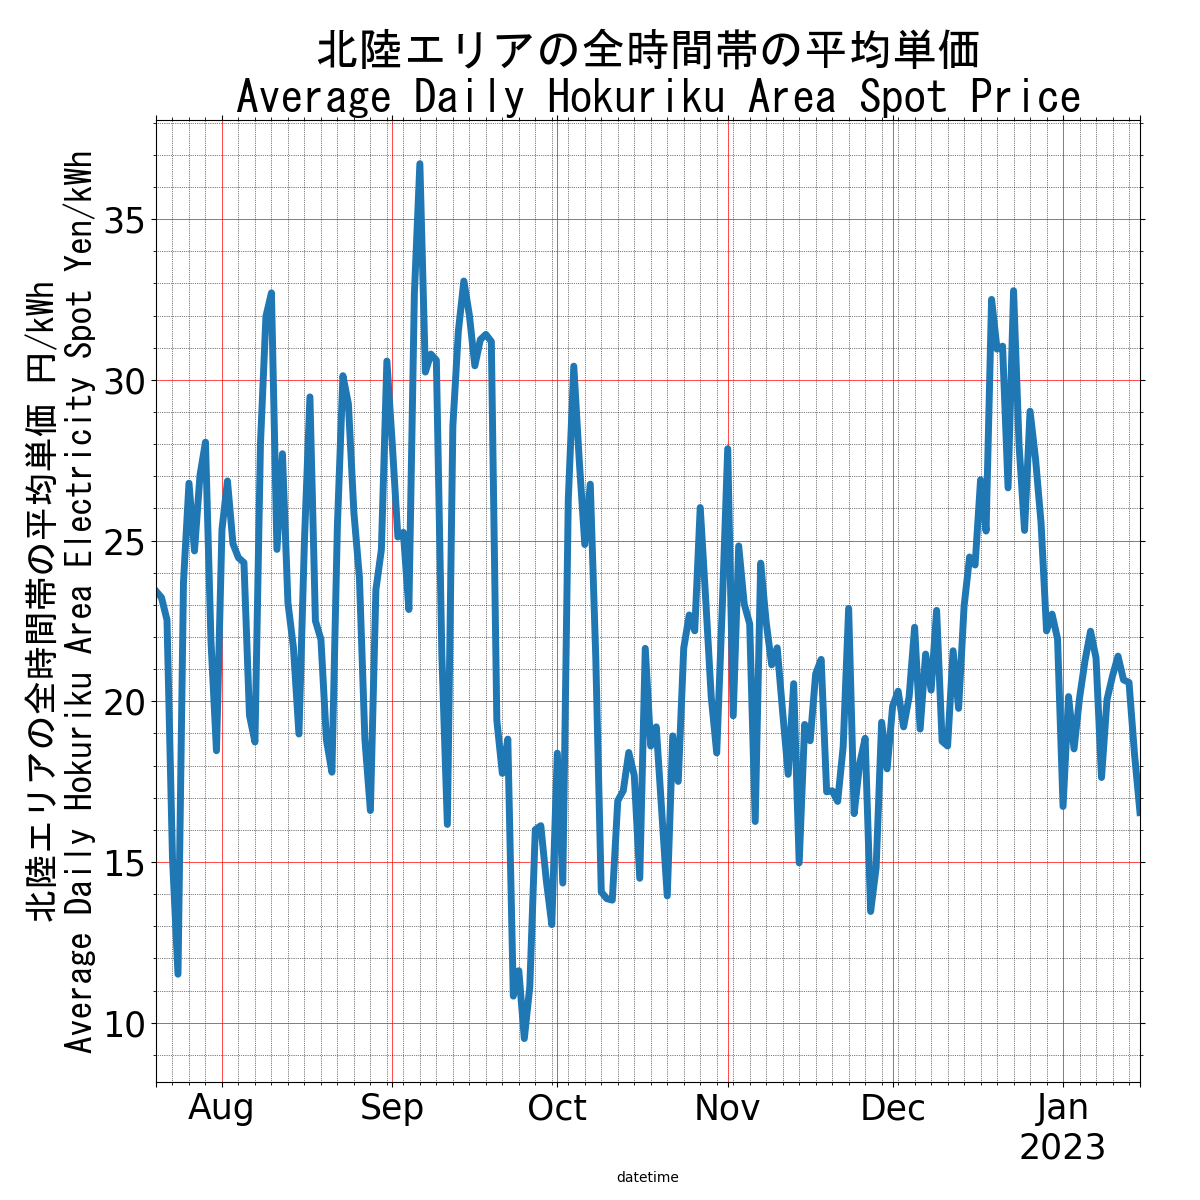 北陸エリアの全時間帯の平均単価
Average Daily Hokuriku Area Spot Price
北陸エリアの全時間帯の平均単価 円/kWh
Average Daily Hokuriku Area Electricity Spot Yen/kWh
35
30
25
20
15
10
Aug Sep Oct Nov Dec Jan
2023
datetime